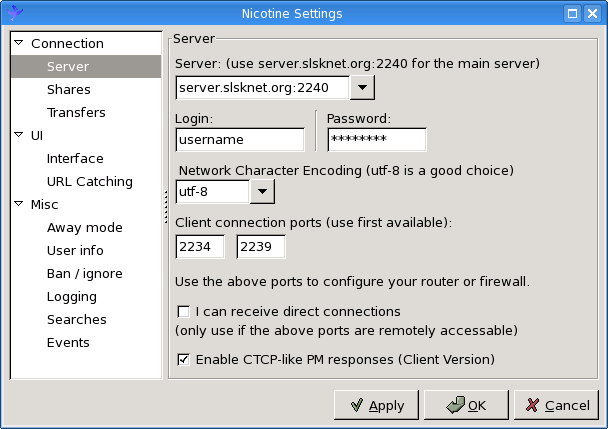 Nicotine Settings
Connection
Server
Shares
Transfers
UI
Interface
URL Catching
Misc
Away mode
User info
Ban / ignore
Logging
Searches
Events
Server
Server: (use server.slsknet.org:2240 for the main server)
server.slsknet.org:2240
Login: Password:
username ********
Network Character Encoding (utf-8 is a good choice)
utf-8
Client connection ports (use first available):
2234 2239
Use the above ports to configure your router or firewall.
I can receive direct connections
(only use if the above ports are remotely accessable)
Enable CTCP-like PM responses (Client Version)
Apply OK Cancel